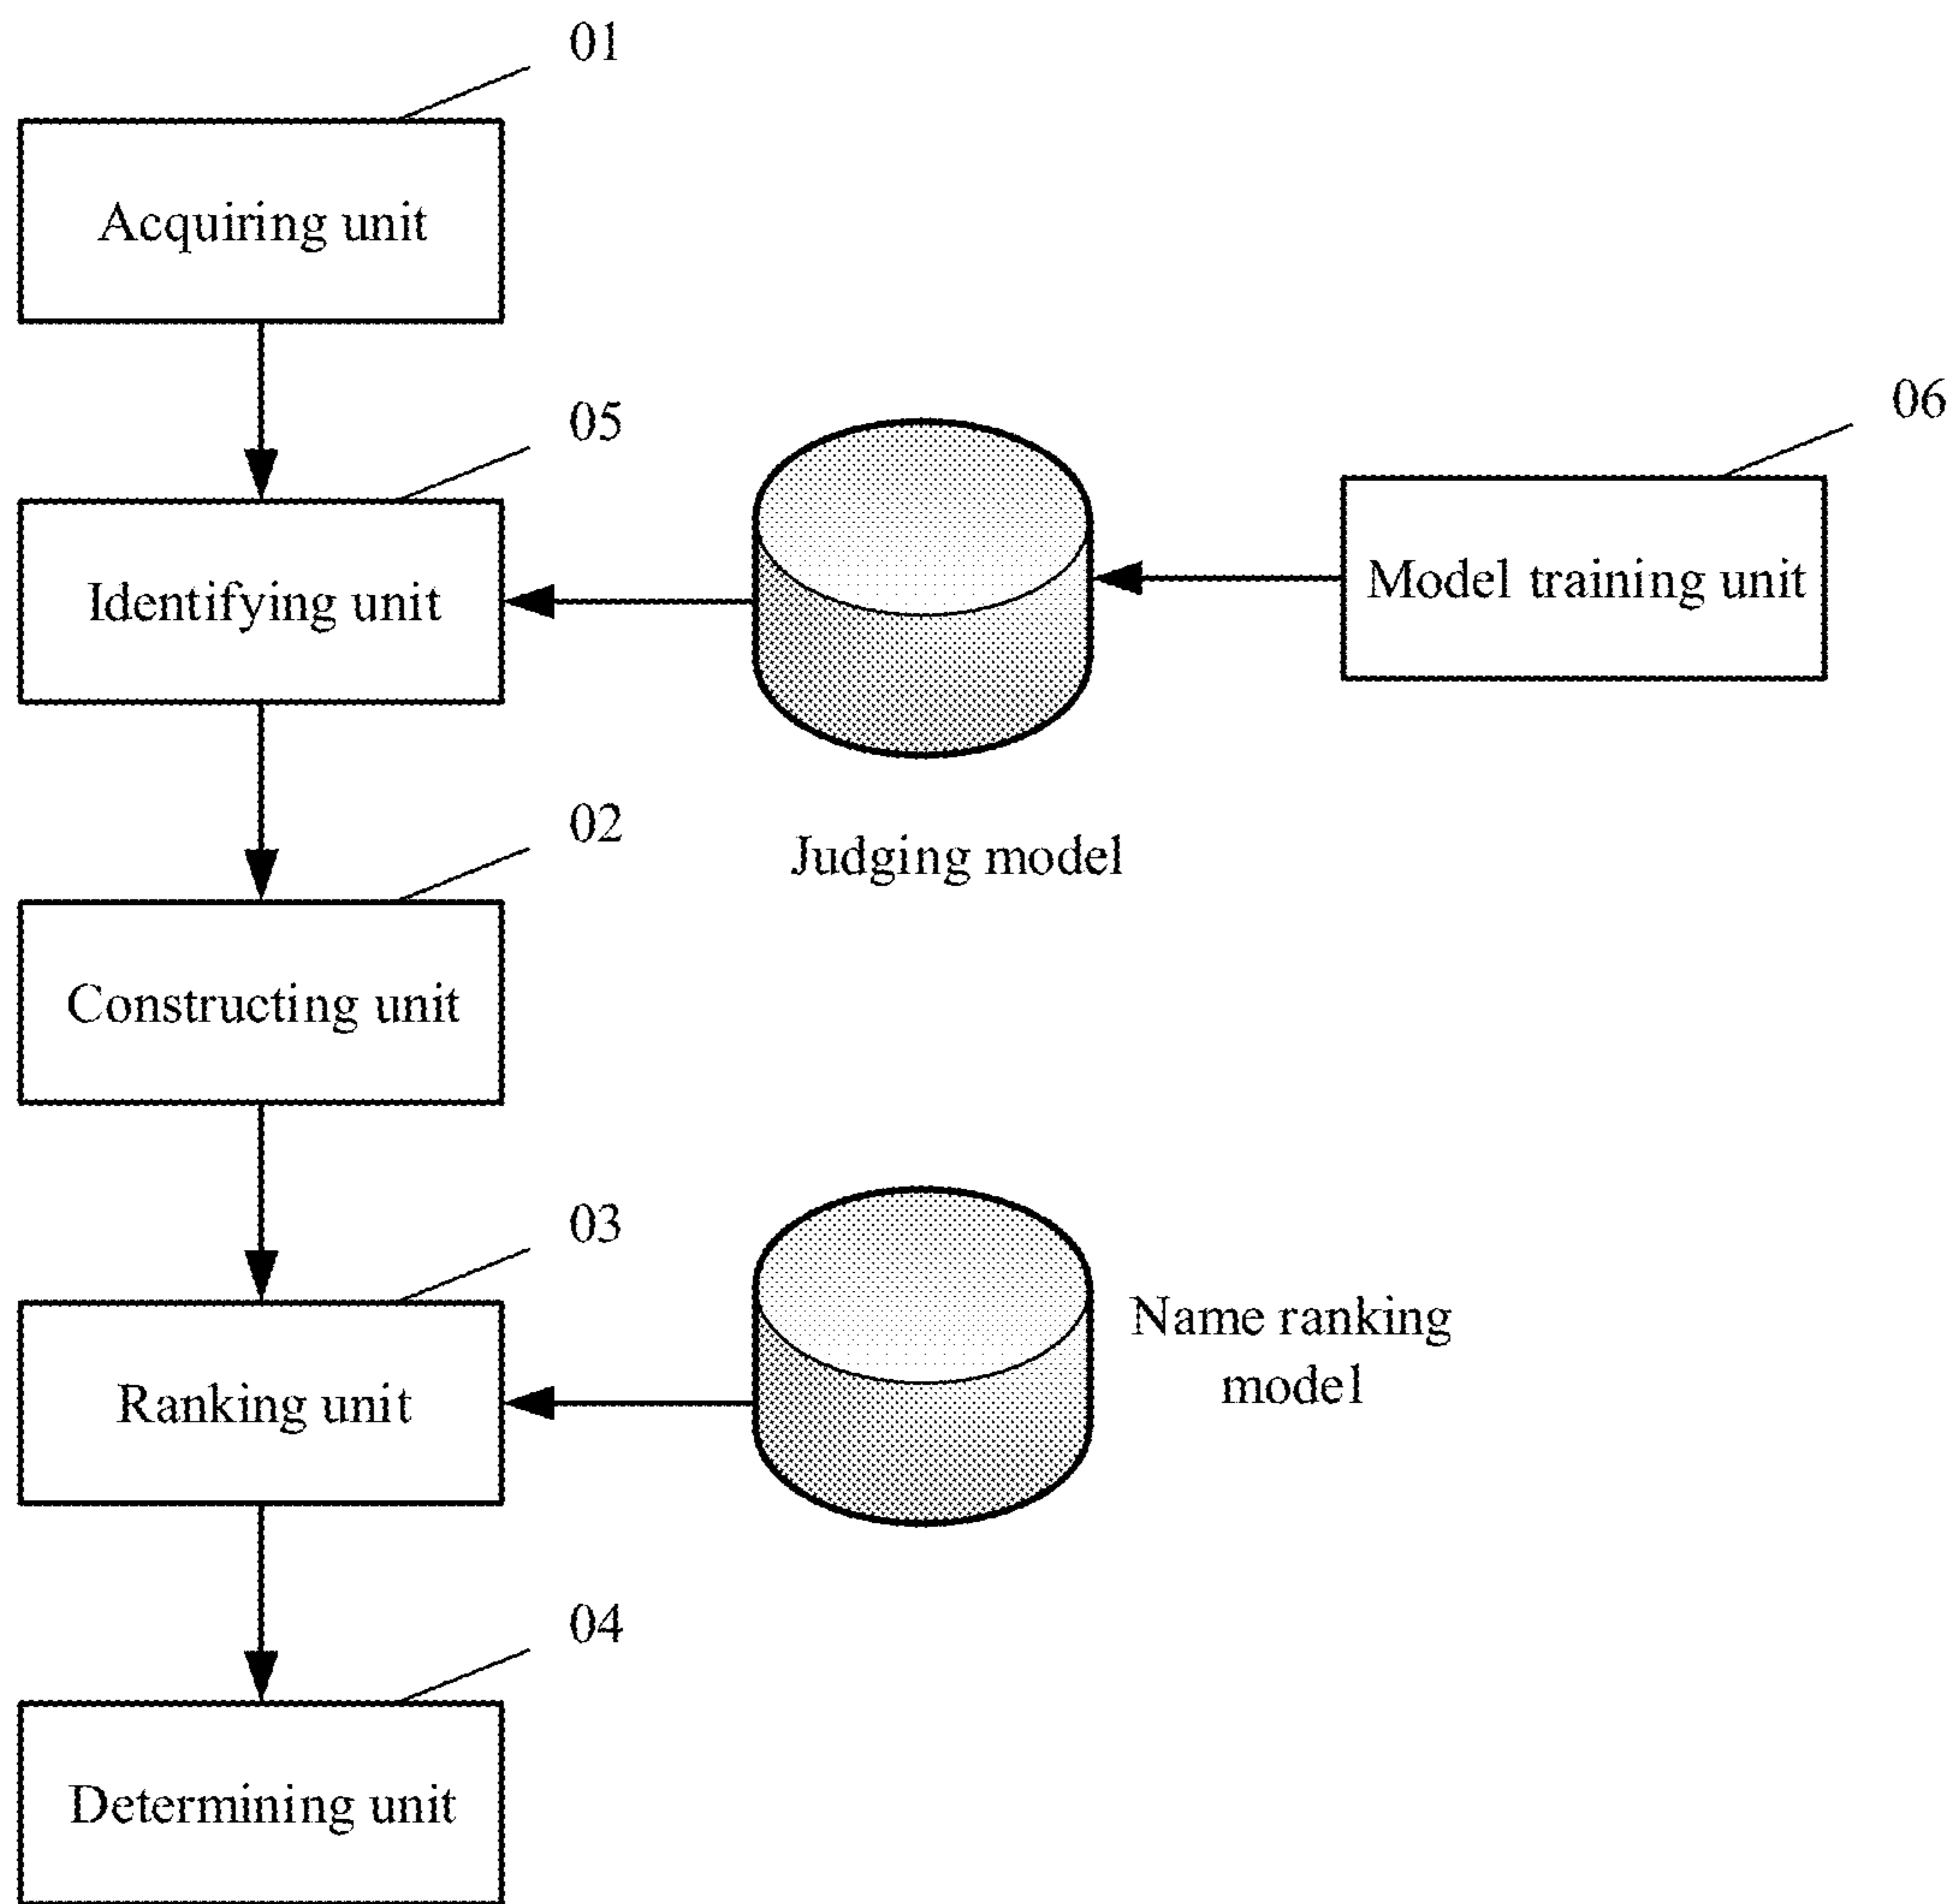 01
Acquiring unit
05
06
Identifying unit
Model training unit
02
Judging model
Constructing unit
03
Name ranking
model
Ranking unit
04
Determining unit